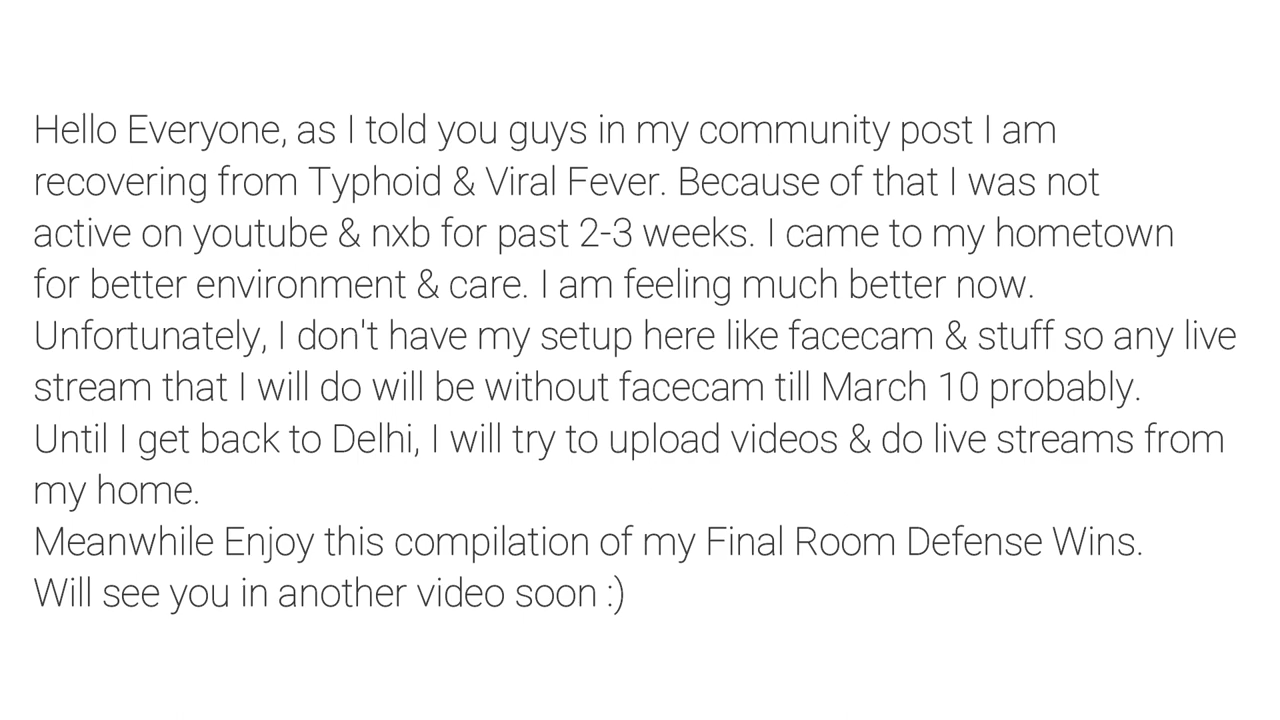 Hello Everyone, as I told you guys in my community post I am
recovering from Typhoid & Viral Fever. Because of that I was not
active on youtube & nxb for past 2-3 weeks. I came to my hometown
for better environment & care. I am feeling much better now.
Unfortunately, I don't have my setup here like facecam & stuff so any live
stream that I will do will be without facecam till March 10 probably.
Until I get back to Delhi, I will try to upload videos & do live streams from
my home.
Meanwhile Enjoy this compilation of my Final Room Defense Wins.
Will see you in another video soon :)